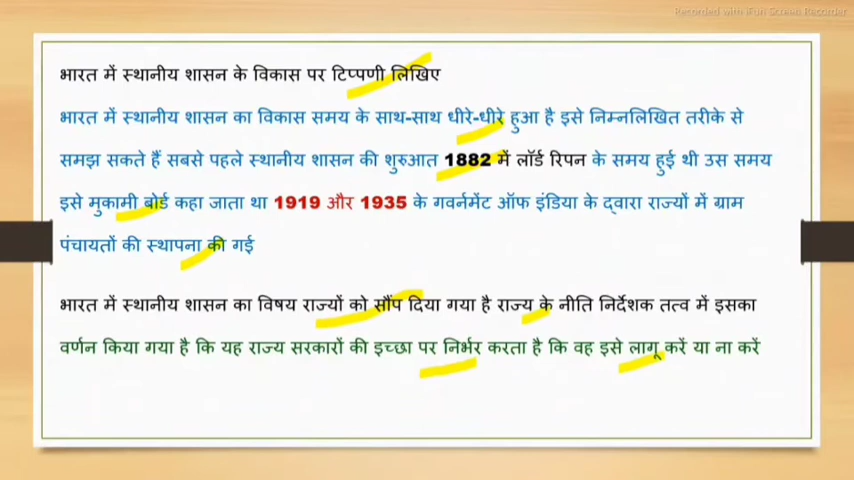 Recorded with iFun Screen Recorder
भारत में स्थानीय शासन के विकास पर टिप्पणी लिखिए
भारत में स्थानीय शासन का विकास समय के साथ-साथ धीरे-धीरे हुआ है इसे निम्नलिखित तरीके से
समझ सकते हैं सबसे पहले स्थानीय शासन की शुरुआत 1882 में लॉर्ड रिपन के समय हुई थी उस समय
इसे मुकामी बोर्ड कहा जाता था 1919 और 1935 के गवर्नमेंट ऑफ इंडिया के द्वारा राज्यों में ग्राम
पंचायतों की स्थापना की गई
भारत में स्थानीय शासन का विषय राज्यों को सौंप दिया गया है राज्य के नीति निर्देशक तत्व में इसका
वर्णन किया गया है कि यह राज्य सरकारों की इच्छा पर निर्भर करता है कि वह इसे लागू करें या ना करें